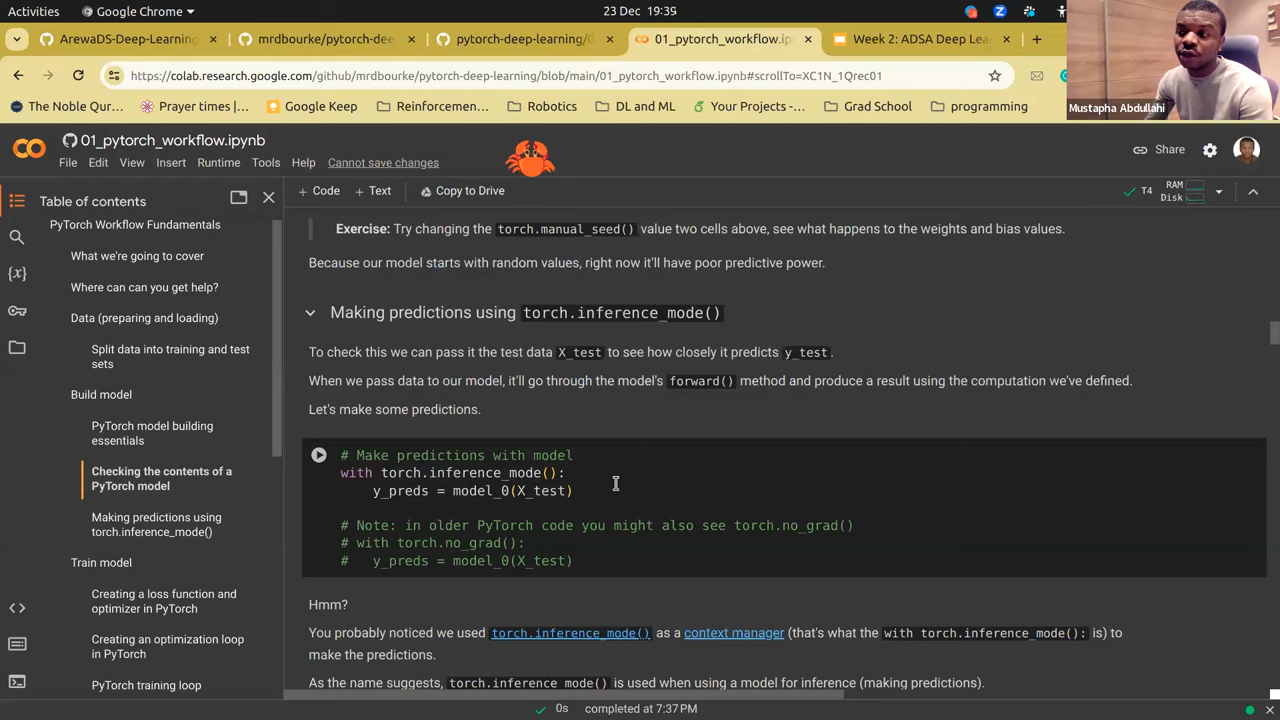 Activities
Google Chrome
23 Dec 19:39
ArewaDS-Deep-Learning
mrdbourke/pytorch-dee
pytorch-deep-learning/
01_pytorch_workflow.ip
Week 2: ADSA Deep Lea
https://colab.research.google.com/github/mrdbourke/pytorch-deep-learning/blob/main/01_pytorch_workflow.ipynb#scrollTo=XC1N_1Qrec01
The Noble Qur...
Prayer times |...
Google Keep
Reinforcemen...
Robotics
DL and ML
Your Projects -...
Grad School
programming
Mustapha Abdullahi
01_pytorch_workflow.ipynb
File Edit View Insert Runtime Tools Help Cannot save changes
Share
+ Code + Text Copy to Drive
T4 RAM
Disk
Table of contents
PyTorch Workflow Fundamentals
What we're going to cover
Where can you get help?
Data (preparing and loading)
Split data into training and test
sets
Build model
PyTorch model building
essentials
Checking the contents of a
PyTorch model
Making predictions using
torch.inference_mode()
Train model
Creating a loss function and
optimizer in PyTorch
Creating an optimization loop
in PyTorch
PyTorch training loop
Exercise: Try changing the torch.manual_seed() value two cells above, see what happens to the weights and bias values.
Because our model starts with random values, right now it'll have poor predictive power.
Making predictions using torch.inference_mode()
To check this we can pass it the test data X_test to see how closely it predicts y_test.
When we pass data to our model, it'll go through the model's forward() method and produce a result using the computation we've defined.
Let's make some predictions.
# Make predictions with model
with torch.inference_mode():
y_preds = model_0(X_test)
# Note: in older PyTorch code you might also see torch.no_grad()
# with torch.no_grad():
#   y_preds = model_0(X_test)
Hmm?
You probably noticed we used torch.inference_mode() as a context manager (that's what the with torch.inference_mode(): is) to
make the predictions.
As the name suggests, torch.inference_mode() is used when using a model for inference (making predictions).
0s completed at 7:37 PM